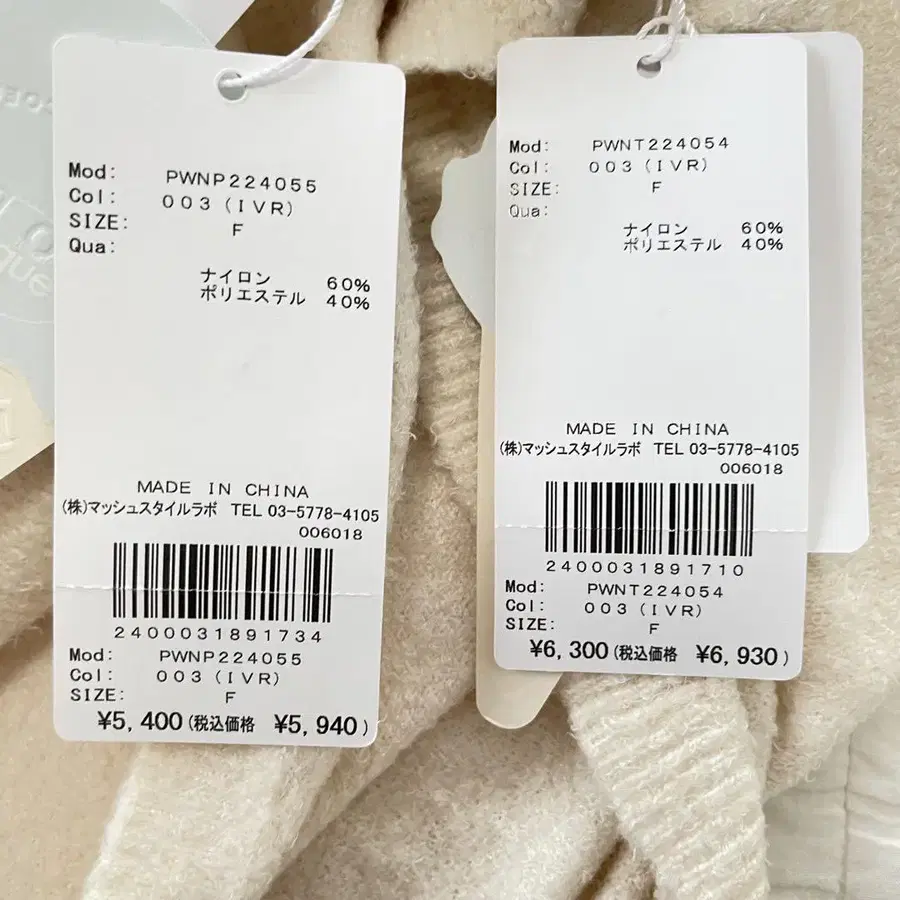 Mod: PWNP224055
Col: 003(IVR)
SIZE: F
Qua:
ナイロン 60%
ポリエステル 40%
MADE IN CHINA
(株)マッシュスタイルラボ TEL 03-5778-4105
006018
2400031891734
Mod: PWNP224055
Col: 003(IVR)
SIZE: F
¥5,400(税込価格 ¥5,940)
Mod: PWNT224054
Col: 003(IVR)
SIZE: F
Qua:
ナイロン 60%
ポリエステル 40%
MADE IN CHINA
(株)マッシュスタイルラボ TEL 03-5778-4105
006018
2400031891710
Mod: PWNT224054
Col: 003(IVR)
SIZE: F
¥6,300(税込価格 ¥6,930)